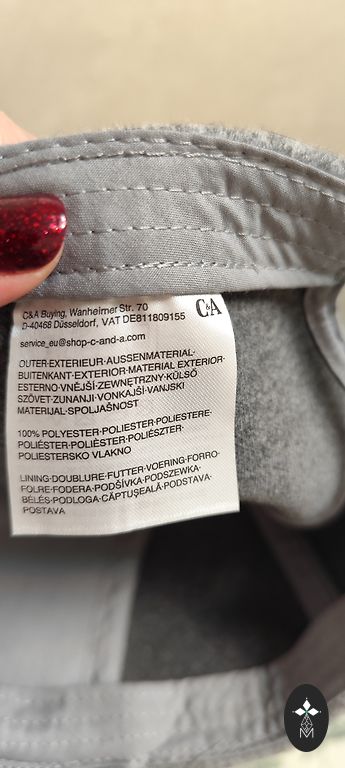 C&A Buying, Wanheimer Str. 70
D-40468 Düsseldorf, VAT DE811809155
C&A
service_eu@shop-c-and-a.com
OUTER·EXTERIEUR·AUSSENMATERIAL·
BUITENKANT·EXTERIOR·MATERIAL EXTERIOR·
ESTERNO·VNĚJŠÍ·ZEWNĘTRZNY·KÜLSŐ
SZÖVET·ZUNANJI·VONKAJŠÍ·VANJSKI
MATERIJAL·SPOLJAŠNOST
100% POLYESTER·POLIESTER·POLIESTERE·
POLIÉSTER·POLIÈSTER·POLIÉSZTER·
POLIESTERSKO VLAKNO
LINING·DOUBLURE·FUTTER·VOERING·FORRO·
FOLRE·FODERA·PODŠÍVKA·PODSZEWKA·
BÉLÉS·PODLOGA·CĂPTUŞEALĂ·PODSTAVA·
POSTAVA
M